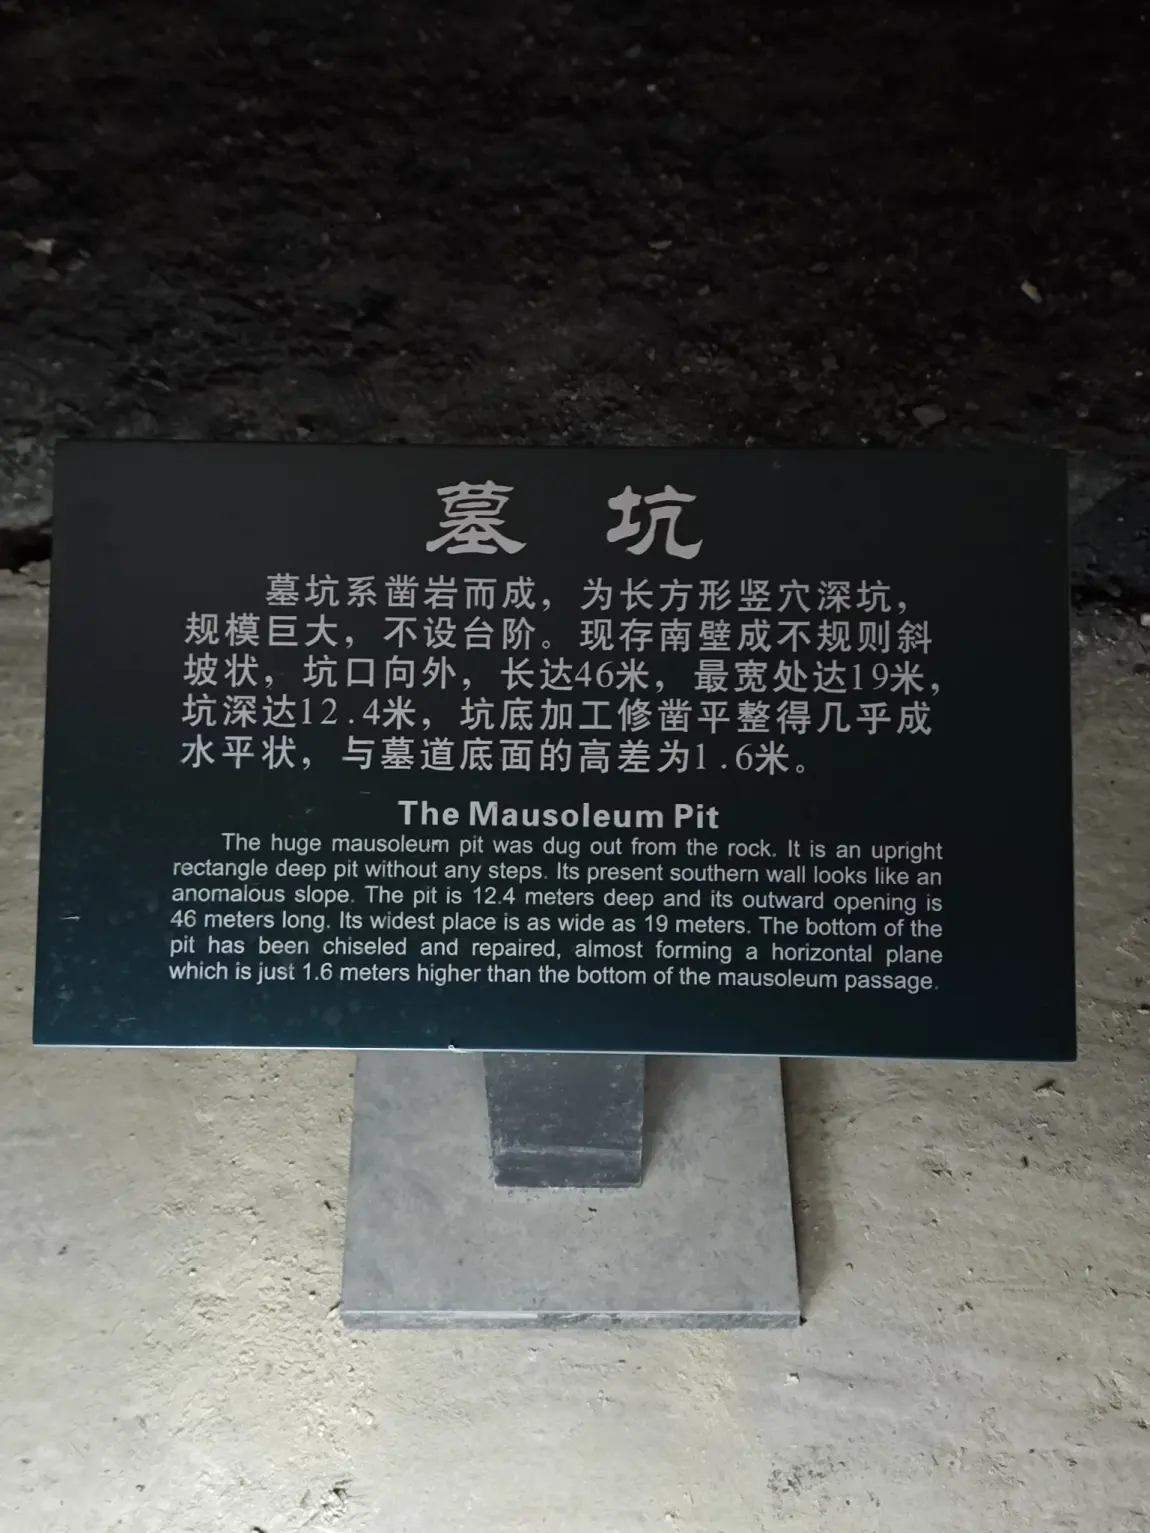 墓 坑
墓坑系凿岩而成，为长方形竖穴深坑，
规模巨大，不设台阶。现存南壁成不规则斜
坡状，坑口向外，长达46米，最宽处达19米，
坑深达12.4米，坑底加工修凿平整得几乎成
水平状，与墓道底面的高差为1.6米。
The Mausoleum Pit
The huge mausoleum pit was dug out from the rock. It is an upright
rectangle deep pit without any steps. Its present southern wall looks like an
anomalous slope. The pit is 12.4 meters deep and its outward opening is
46 meters long. Its widest place is as wide as 19 meters. The bottom of the
pit has been chiseled and repaired, almost forming a horizontal plane
which is just 1.6 meters higher than the bottom of the mausoleum passage.